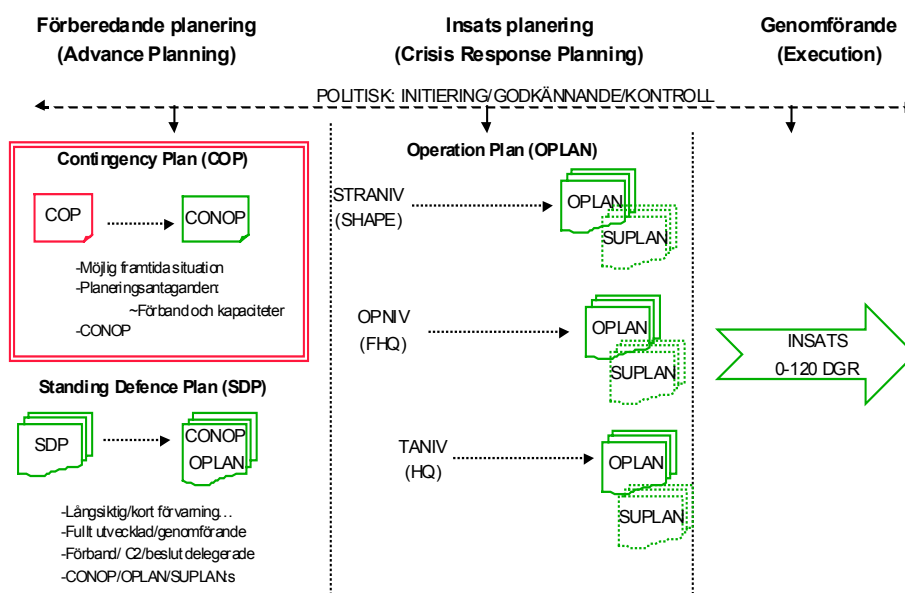 Förberedande planering
(Advance Planning)
Insats planering
(Crisis Response Planning)
Genomförande
(Execution)
POLITISK: INITIERING/GODKÄNNANDE/KONTROLL
Contingency Plan (COP)
COP
CONOP
-Möjlig framtida situation
-Planeringsantaganden:
~Förband och kapaciteter
-CONOP
Standing Defence Plan (SDP)
SDP
CONOP
OPLAN
-Långsiktig/kort förvarning…
-Fullt utvecklad/genomförande
-Förband/ C2/beslut delegerade
-CONOP/OPLAN/SUPLAN:s
Operation Plan (OPLAN)
STRANIV
(SHAPE)
OPLAN
SUPLAN
OPNIV
(FHQ)
OPLAN
SUPLAN
TANIV
(HQ)
OPLAN
SUPLAN
INSATS
0-120 DGR